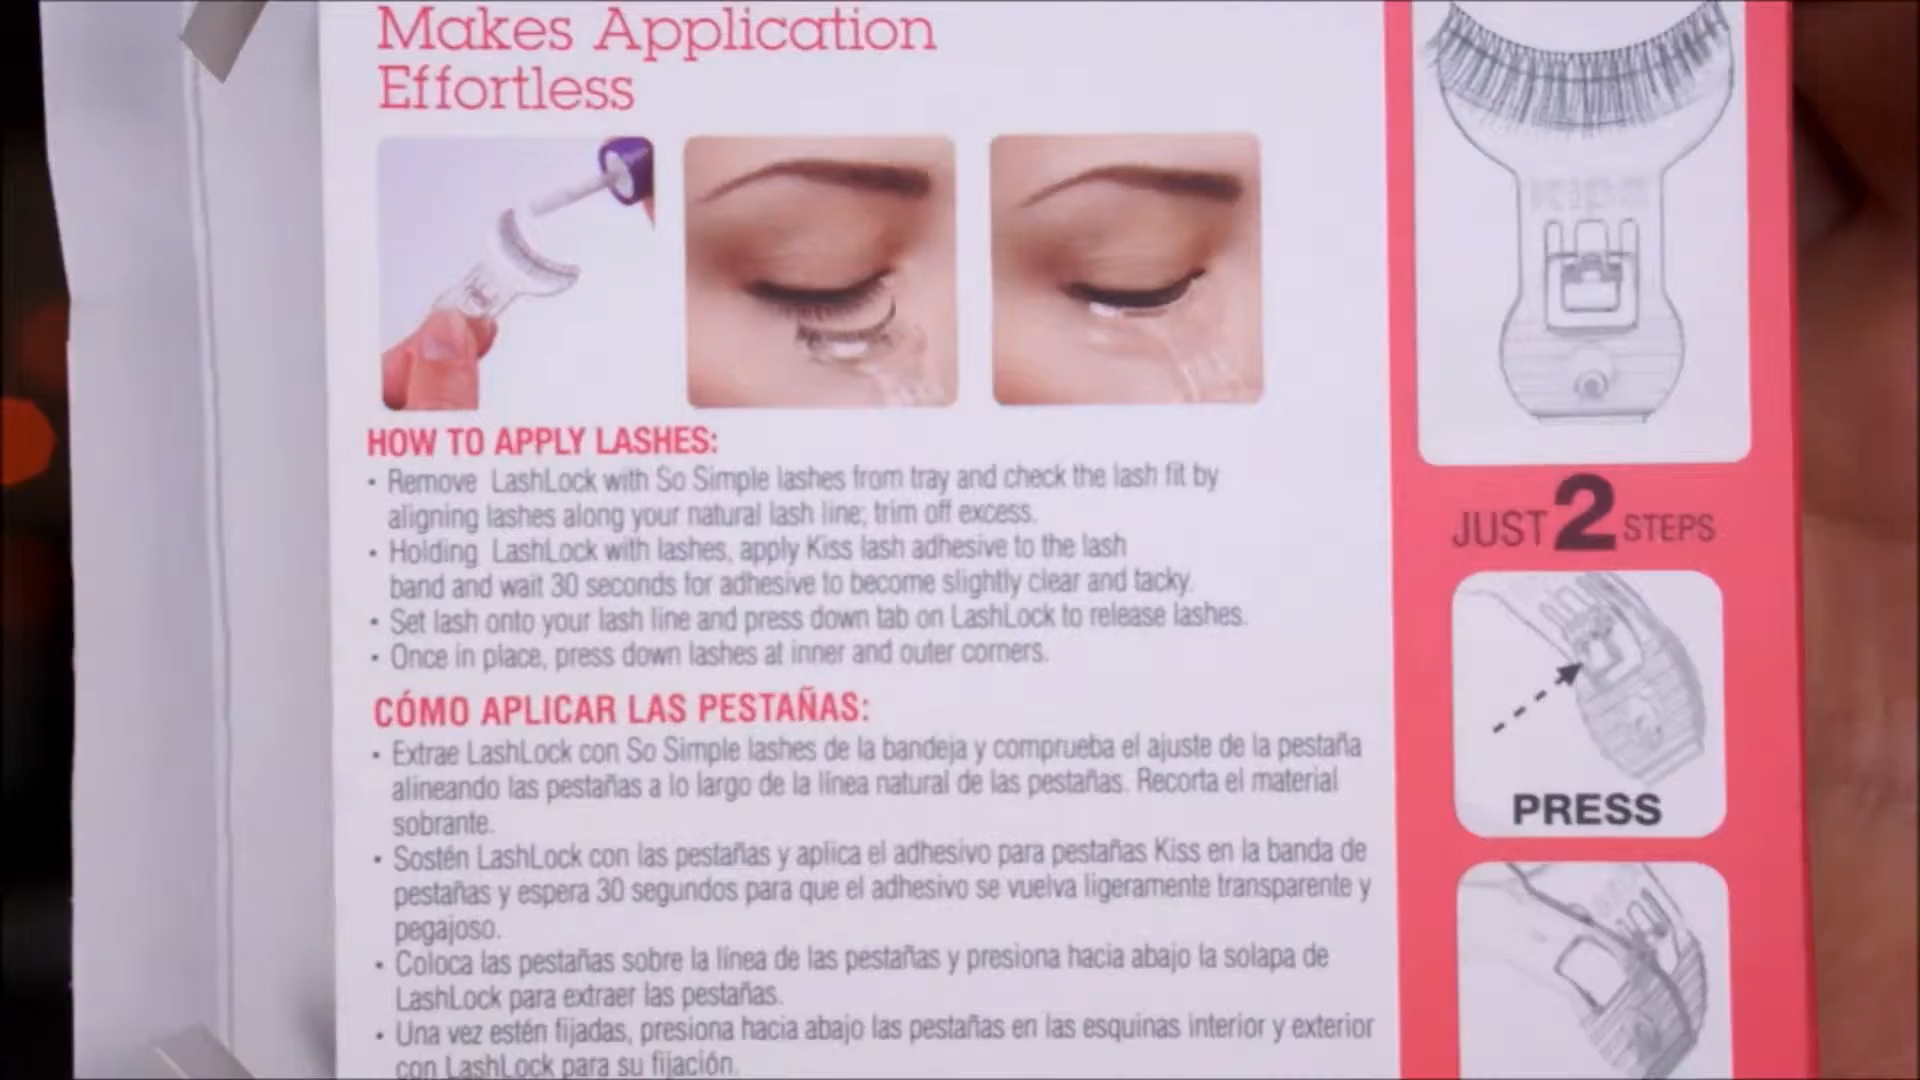 Makes Application
Effortless
HOW TO APPLY LASHES:
• Remove LashLock with So Simple lashes from tray and check the lash fit by
aligning lashes along your natural lash line; trim off excess.
• Holding LashLock with lashes, apply Kiss lash adhesive to the lash
band and wait 30 seconds for adhesive to become slightly clear and tacky.
• Set lash onto your lash line and press down tab on LashLock to release lashes.
• Once in place, press down lashes at inner and outer corners.
CÓMO APLICAR LAS PESTAÑAS:
• Extrae LashLock con So Simple lashes de la bandeja y comprueba el ajuste de la pestaña
alineando las pestañas a lo largo de la línea natural de las pestañas. Recorta el material
sobrante.
• Sostén LashLock con las pestañas y aplica el adhesivo para pestañas Kiss en la banda de
pestañas y espera 30 segundos para que el adhesivo se vuelva ligeramente transparente y
pegajoso.
• Coloca las pestañas sobre la línea de las pestañas y presiona hacia abajo la solapa de
LashLock para extraer las pestañas.
• Una vez estén fijadas, presiona hacia abajo las pestañas en las esquinas interior y exterior
con LashLock para su fijación.
JUST 2 STEPS
PRESS